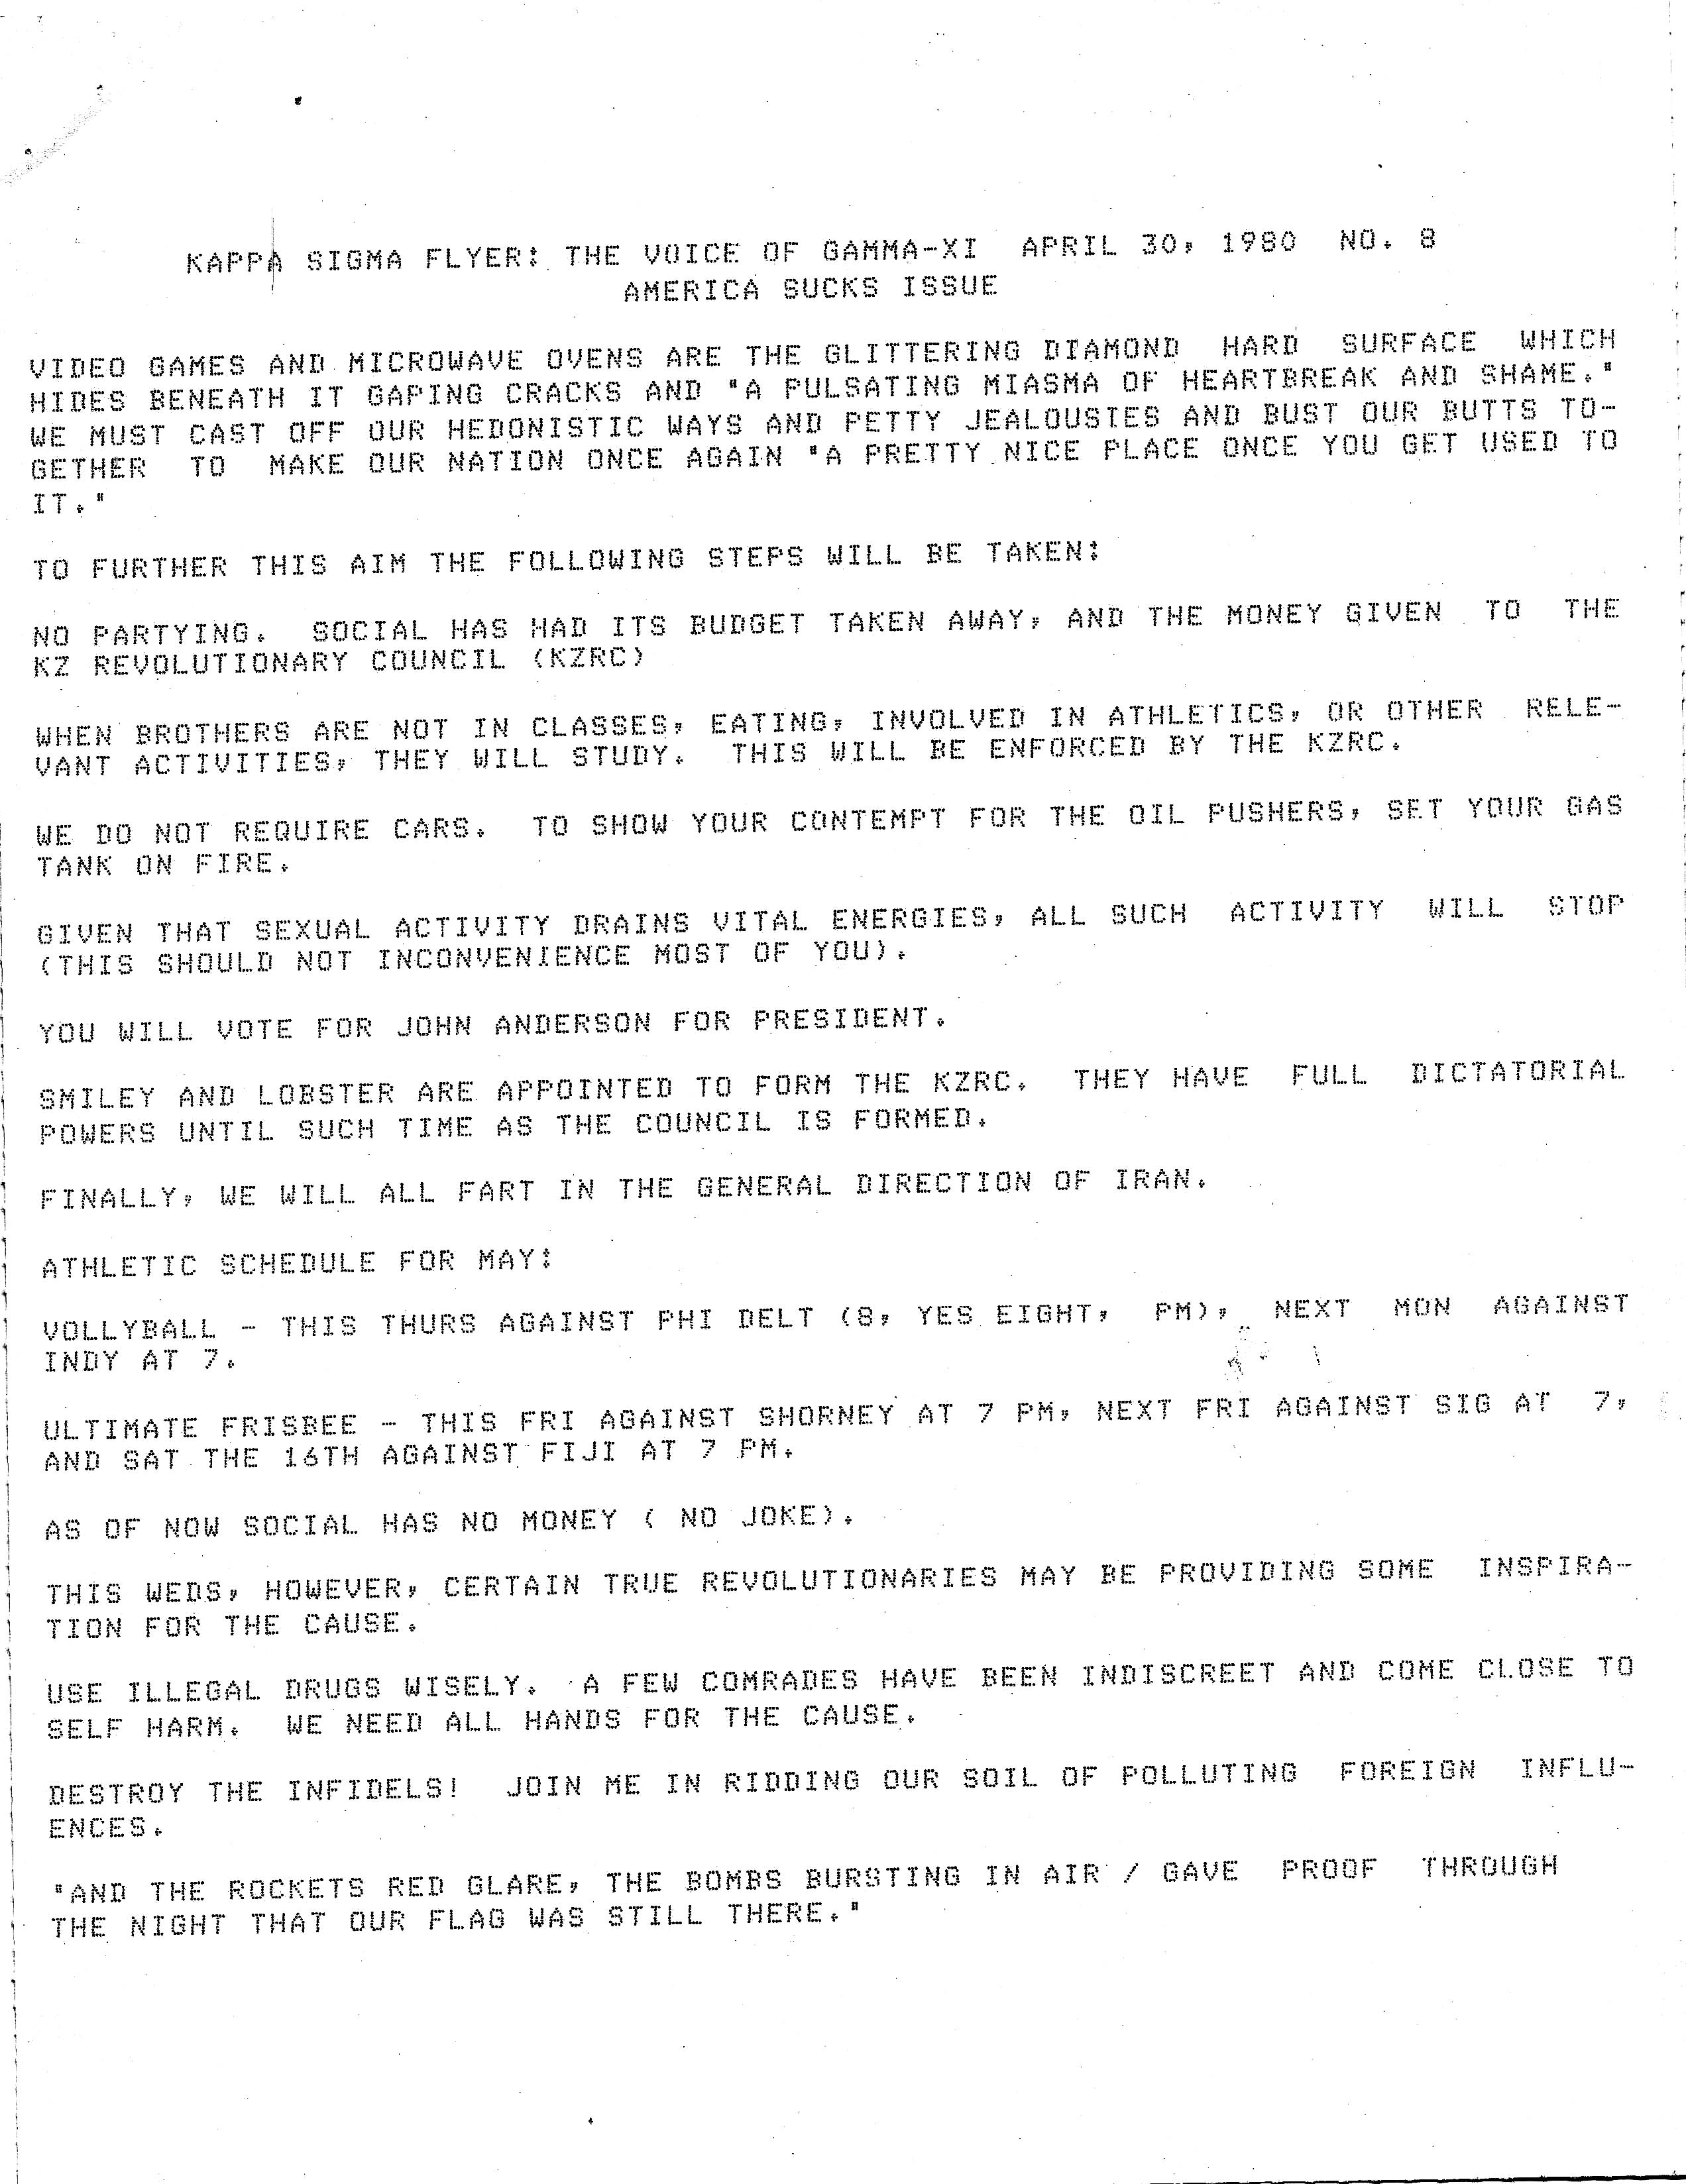 KAPPA SIGMA FLYER: THE VOICE OF GAMMA-XI APRIL 30, 1980 NO. 8
AMERICA SUCKS ISSUE
VIDEO GAMES AND MICROWAVE OVENS ARE THE GLITTERING DIAMOND HARD SURFACE WHICH
HIDES BENEATH IT GAPING CRACKS AND "A PULSATING MIASMA OF HEARTBREAK AND SHAME."
WE MUST CAST OFF OUR HEDONISTIC WAYS AND PETTY JEALOUSIES AND BUST OUR BUTTS TO-
GETHER TO MAKE OUR NATION ONCE AGAIN "A PRETTY NICE PLACE ONCE YOU GET USED TO
IT."
TO FURTHER THIS AIM THE FOLLOWING STEPS WILL BE TAKEN:
NO PARTYING. SOCIAL HAS HAD ITS BUDGET TAKEN AWAY, AND THE MONEY GIVEN TO THE
KZ REVOLUTIONARY COUNCIL (KZRC)
WHEN BROTHERS ARE NOT IN CLASSES, EATING, INVOLVED IN ATHLETICS, OR OTHER RELE-
VANT ACTIVITIES, THEY WILL STUDY. THIS WILL BE ENFORCED BY THE KZRC.
WE DO NOT REQUIRE CARS. TO SHOW YOUR CONTEMPT FOR THE OIL PUSHERS, SET YOUR GAS
TANK ON FIRE.
GIVEN THAT SEXUAL ACTIVITY DRAINS VITAL ENERGIES, ALL SUCH ACTIVITY WILL STOP
(THIS SHOULD NOT INCONVENIENCE MOST OF YOU).
YOU WILL VOTE FOR JOHN ANDERSON FOR PRESIDENT.
SMILEY AND LOBSTER ARE APPOINTED TO FORM THE KZRC. THEY HAVE FULL DICTATORIAL
POWERS UNTIL SUCH TIME AS THE COUNCIL IS FORMED.
FINALLY, WE WILL ALL FART IN THE GENERAL DIRECTION OF IRAN.
ATHLETIC SCHEDULE FOR MAY:
VOLLYBALL - THIS THURS AGAINST PHI DELT (8, YES EIGHT, PM), NEXT MON AGAINST
INDY AT 7.
ULTIMATE FRISBEE - THIS FRI AGAINST SHORNEY AT 7 PM, NEXT FRI AGAINST SIG AT 7,
AND SAT THE 16TH AGAINST FIJI AT 7 PM.
AS OF NOW SOCIAL HAS NO MONEY ( NO JOKE).
THIS WEDS, HOWEVER, CERTAIN TRUE REVOLUTIONARIES MAY BE PROVIDING SOME INSPIRA-
TION FOR THE CAUSE.
USE ILLEGAL DRUGS WISELY. A FEW COMRADES HAVE BEEN INDISCREET AND COME CLOSE TO
SELF HARM. WE NEED ALL HANDS FOR THE CAUSE.
DESTROY THE INFIDELS! JOIN ME IN RIDDING OUR SOIL OF POLLUTING FOREIGN INFLU-
ENCES.
"AND THE ROCKETS RED GLARE, THE BOMBS BURSTING IN AIR / GAVE PROOF THROUGH
THE NIGHT THAT OUR FLAG WAS STILL THERE."